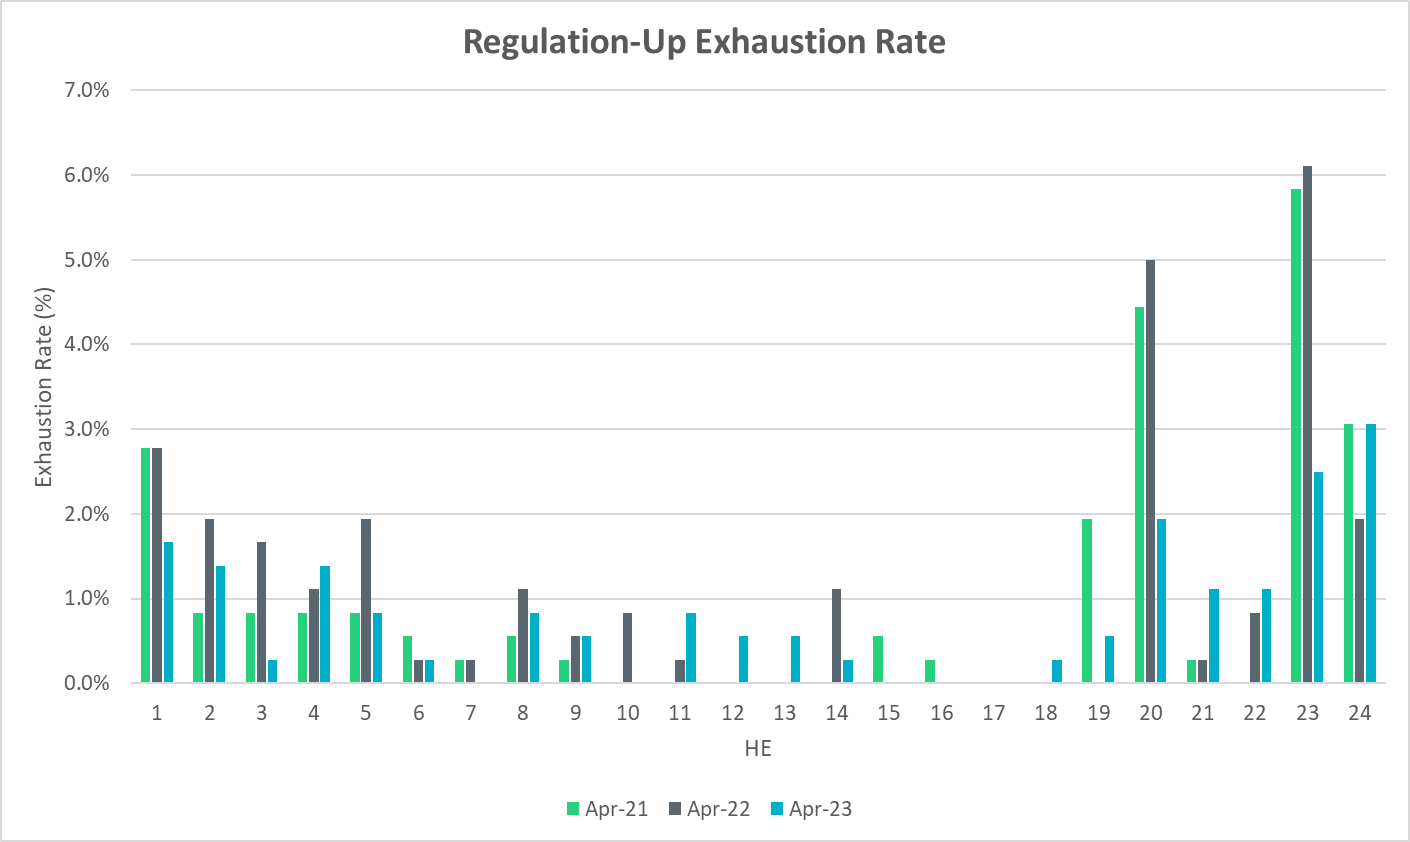 Regulation-Up Exhaustion Rate
7.0%
6.0%
5.0%
4.0%
3.0%
2.0%
1.0%
0.0%
Exhaustion Rate (%)
1 2 3 4 5 6 7 8 9 10 11 12 13 14 15 16 17 18 19 20 21 22 23 24
HE
Apr-21 Apr-22 Apr-23